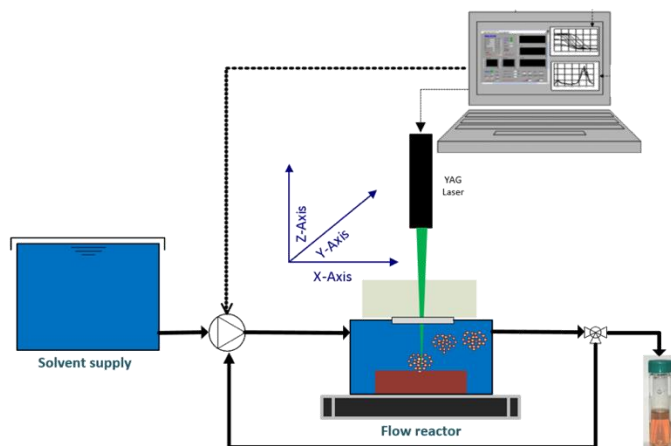 YAG
Laser
Z-Axis
Y-Axis
X-Axis
Solvent supply
Flow reactor